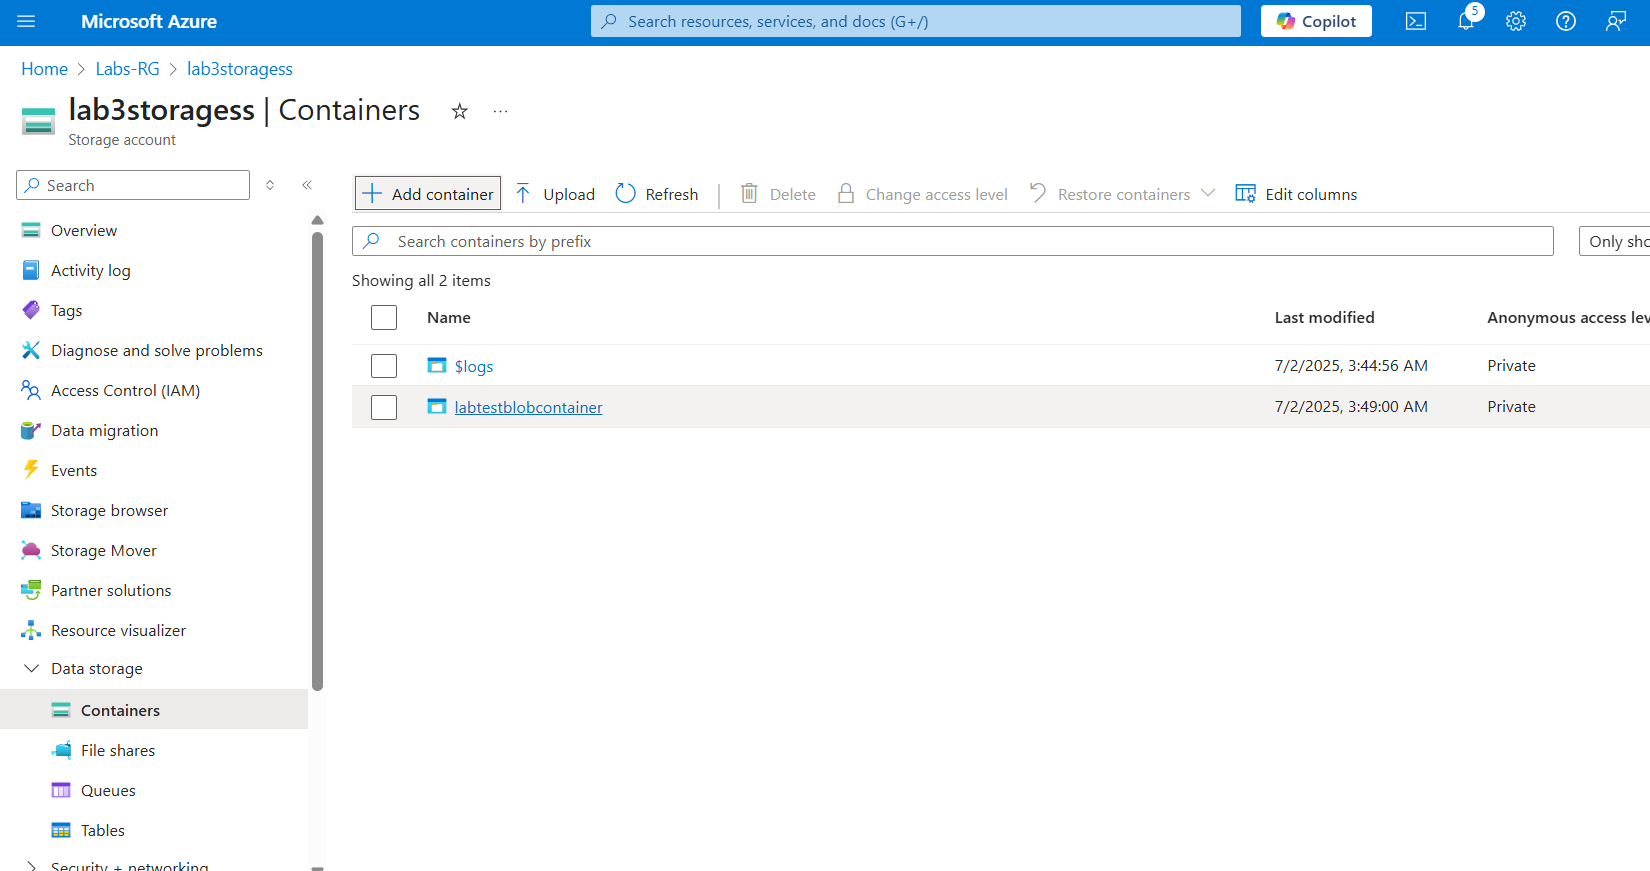 Microsoft Azure
Search resources, services, and docs (G+/)
Copilot
5
Home > Labs-RG > lab3storagess
lab3storagess | Containers
Storage account
Search
Add container
Upload
Refresh
Delete
Change access level
Restore containers
Edit columns
Search containers by prefix
Only sho
Showing all 2 items
Name Last modified Anonymous access lev
$logs 7/2/2025, 3:44:56 AM Private
labtestblobcontainer 7/2/2025, 3:49:00 AM Private
Overview
Activity log
Tags
Diagnose and solve problems
Access Control (IAM)
Data migration
Events
Storage browser
Storage Mover
Partner solutions
Resource visualizer
Data storage
Containers
File shares
Queues
Tables
Security + networking